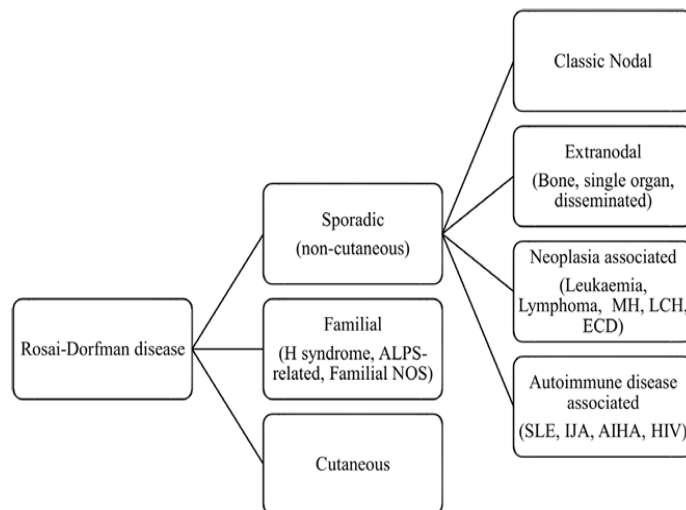 Rosai-Dorfman disease
Sporadic
(non-cutaneous)
Familial
(H syndrome, ALPS-
related, Familial NOS)
Cutaneous
Classic Nodal
Extranodal
(Bone, single organ,
disseminated)
Neoplasia associated
(Leukaemia,
Lymphoma, MH, LCH,
ECD)
Autoimmune disease
associated
(SLE, IJA, AIHA, HIV)